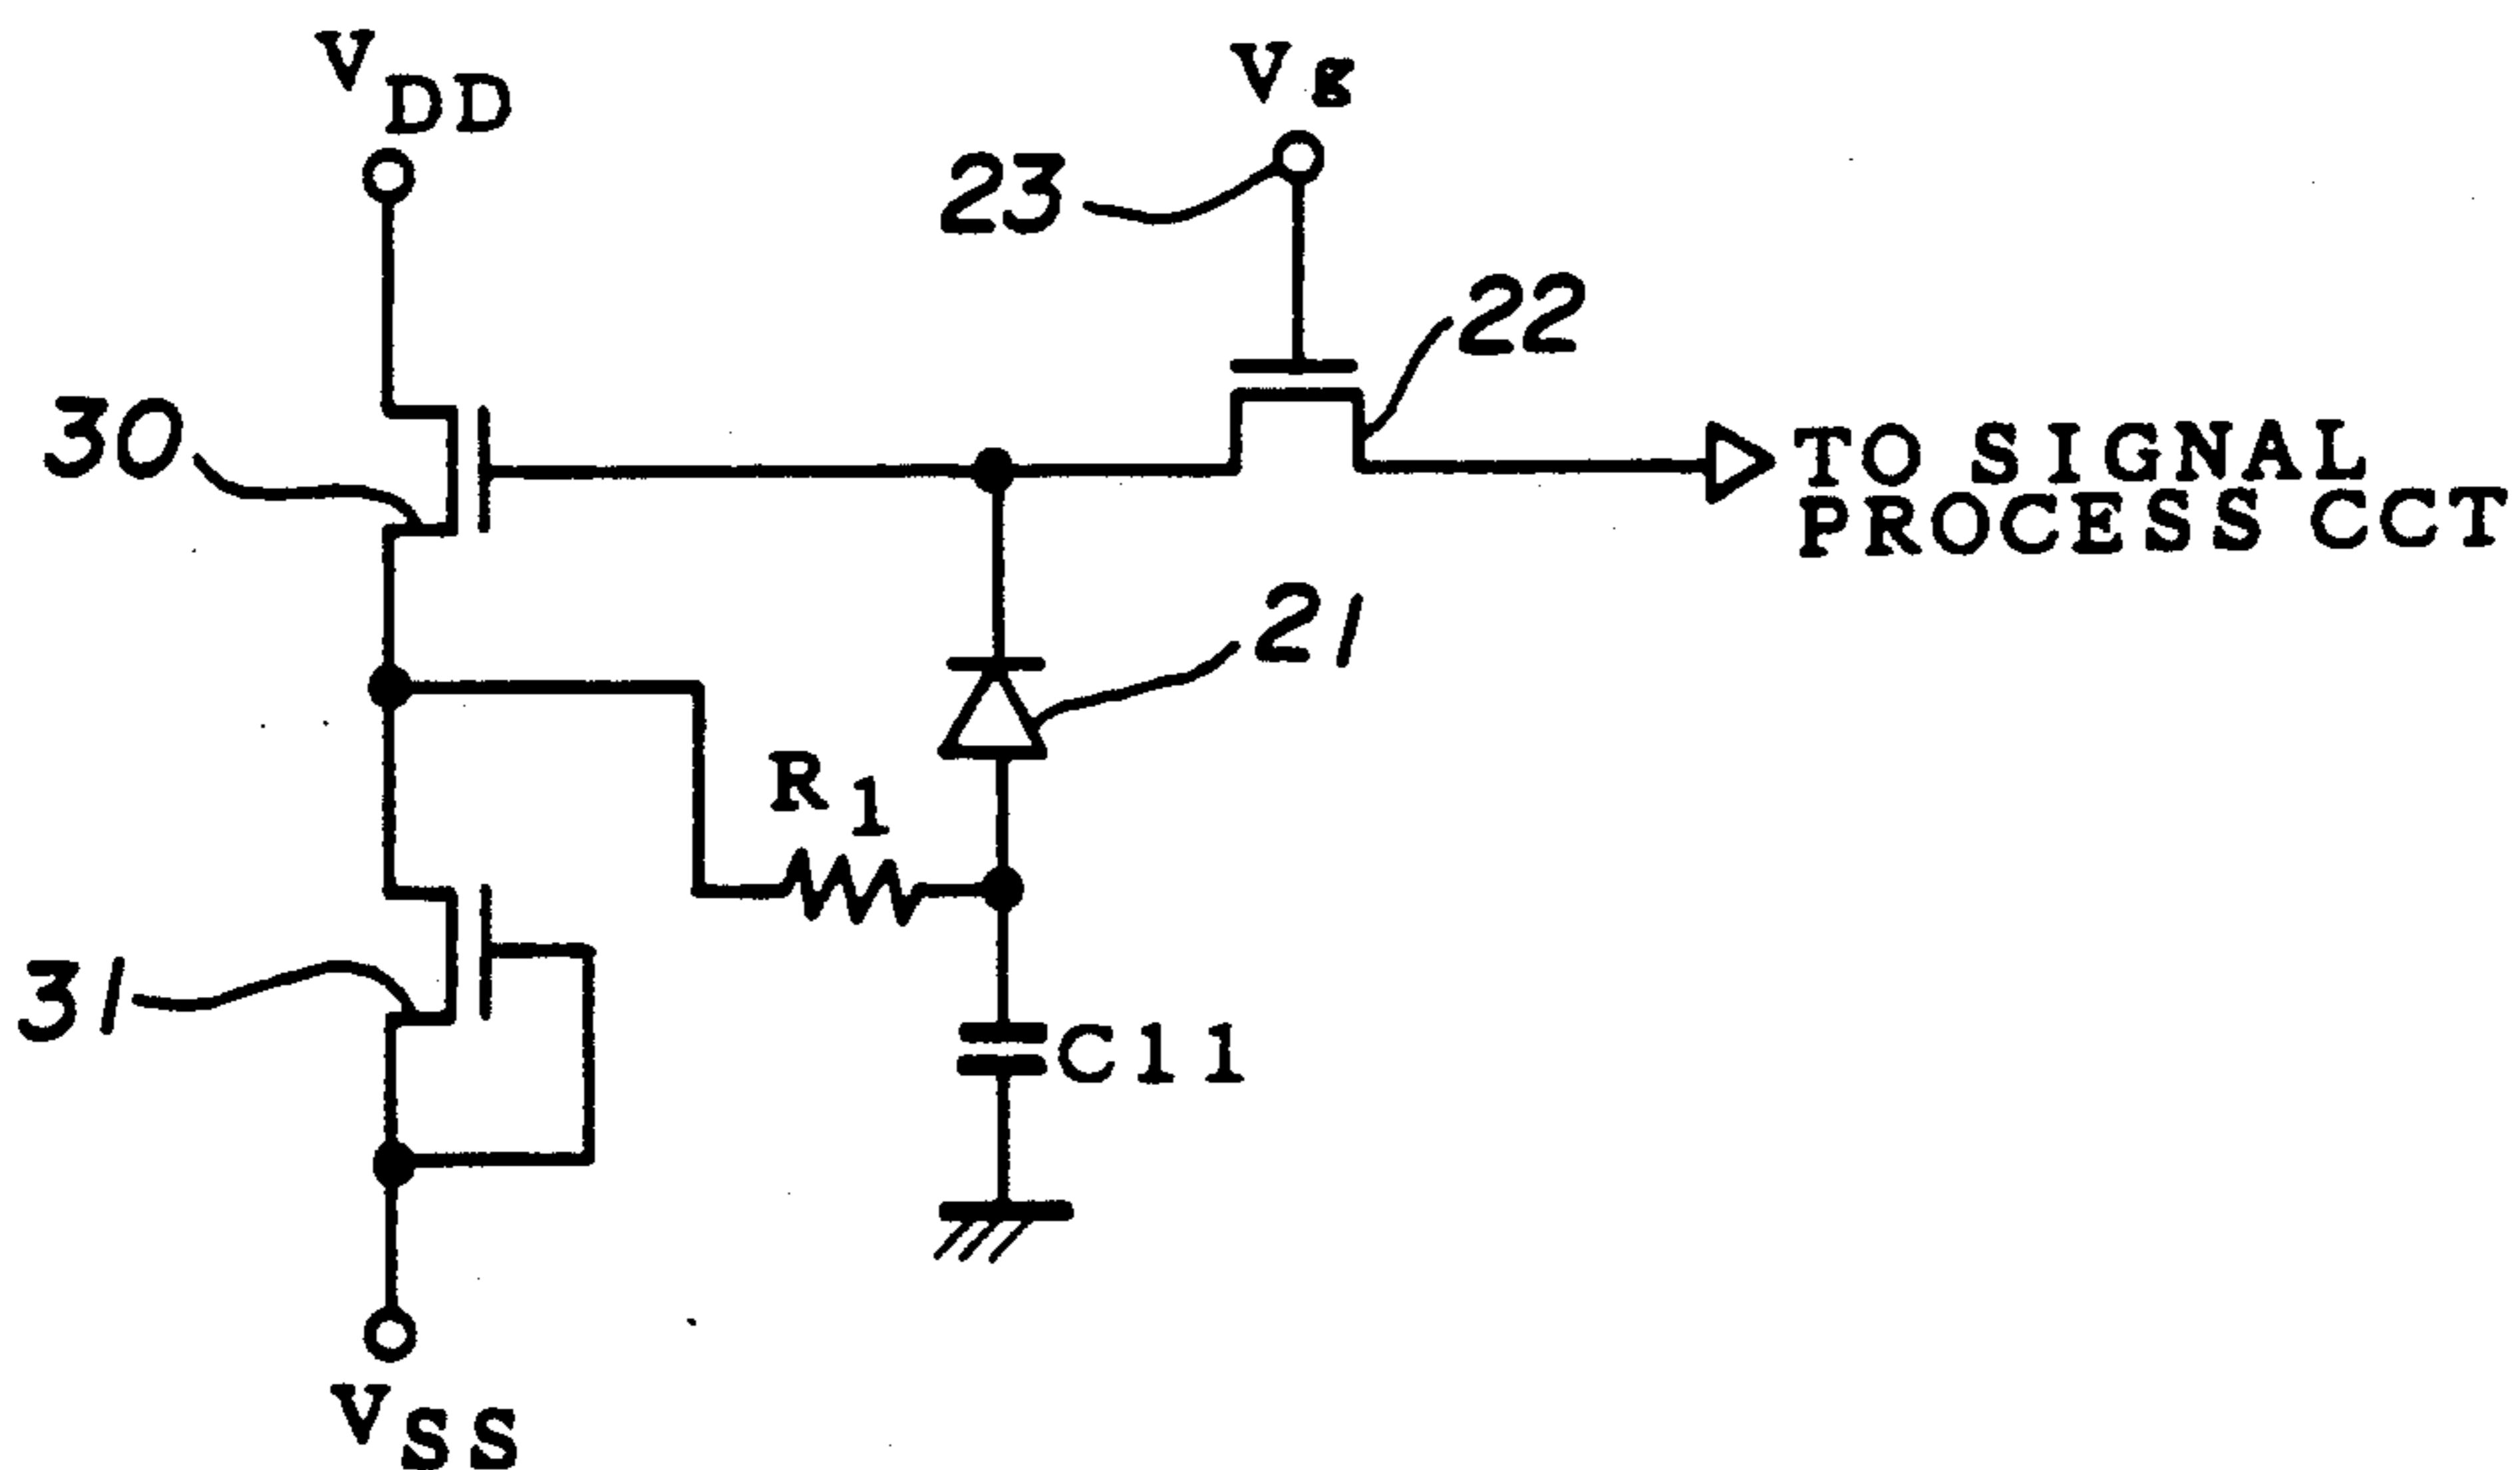 VDD
Vg
23
22
30
TO SIGNAL
PROCESS CCT
21
R1
31
C11
VSS